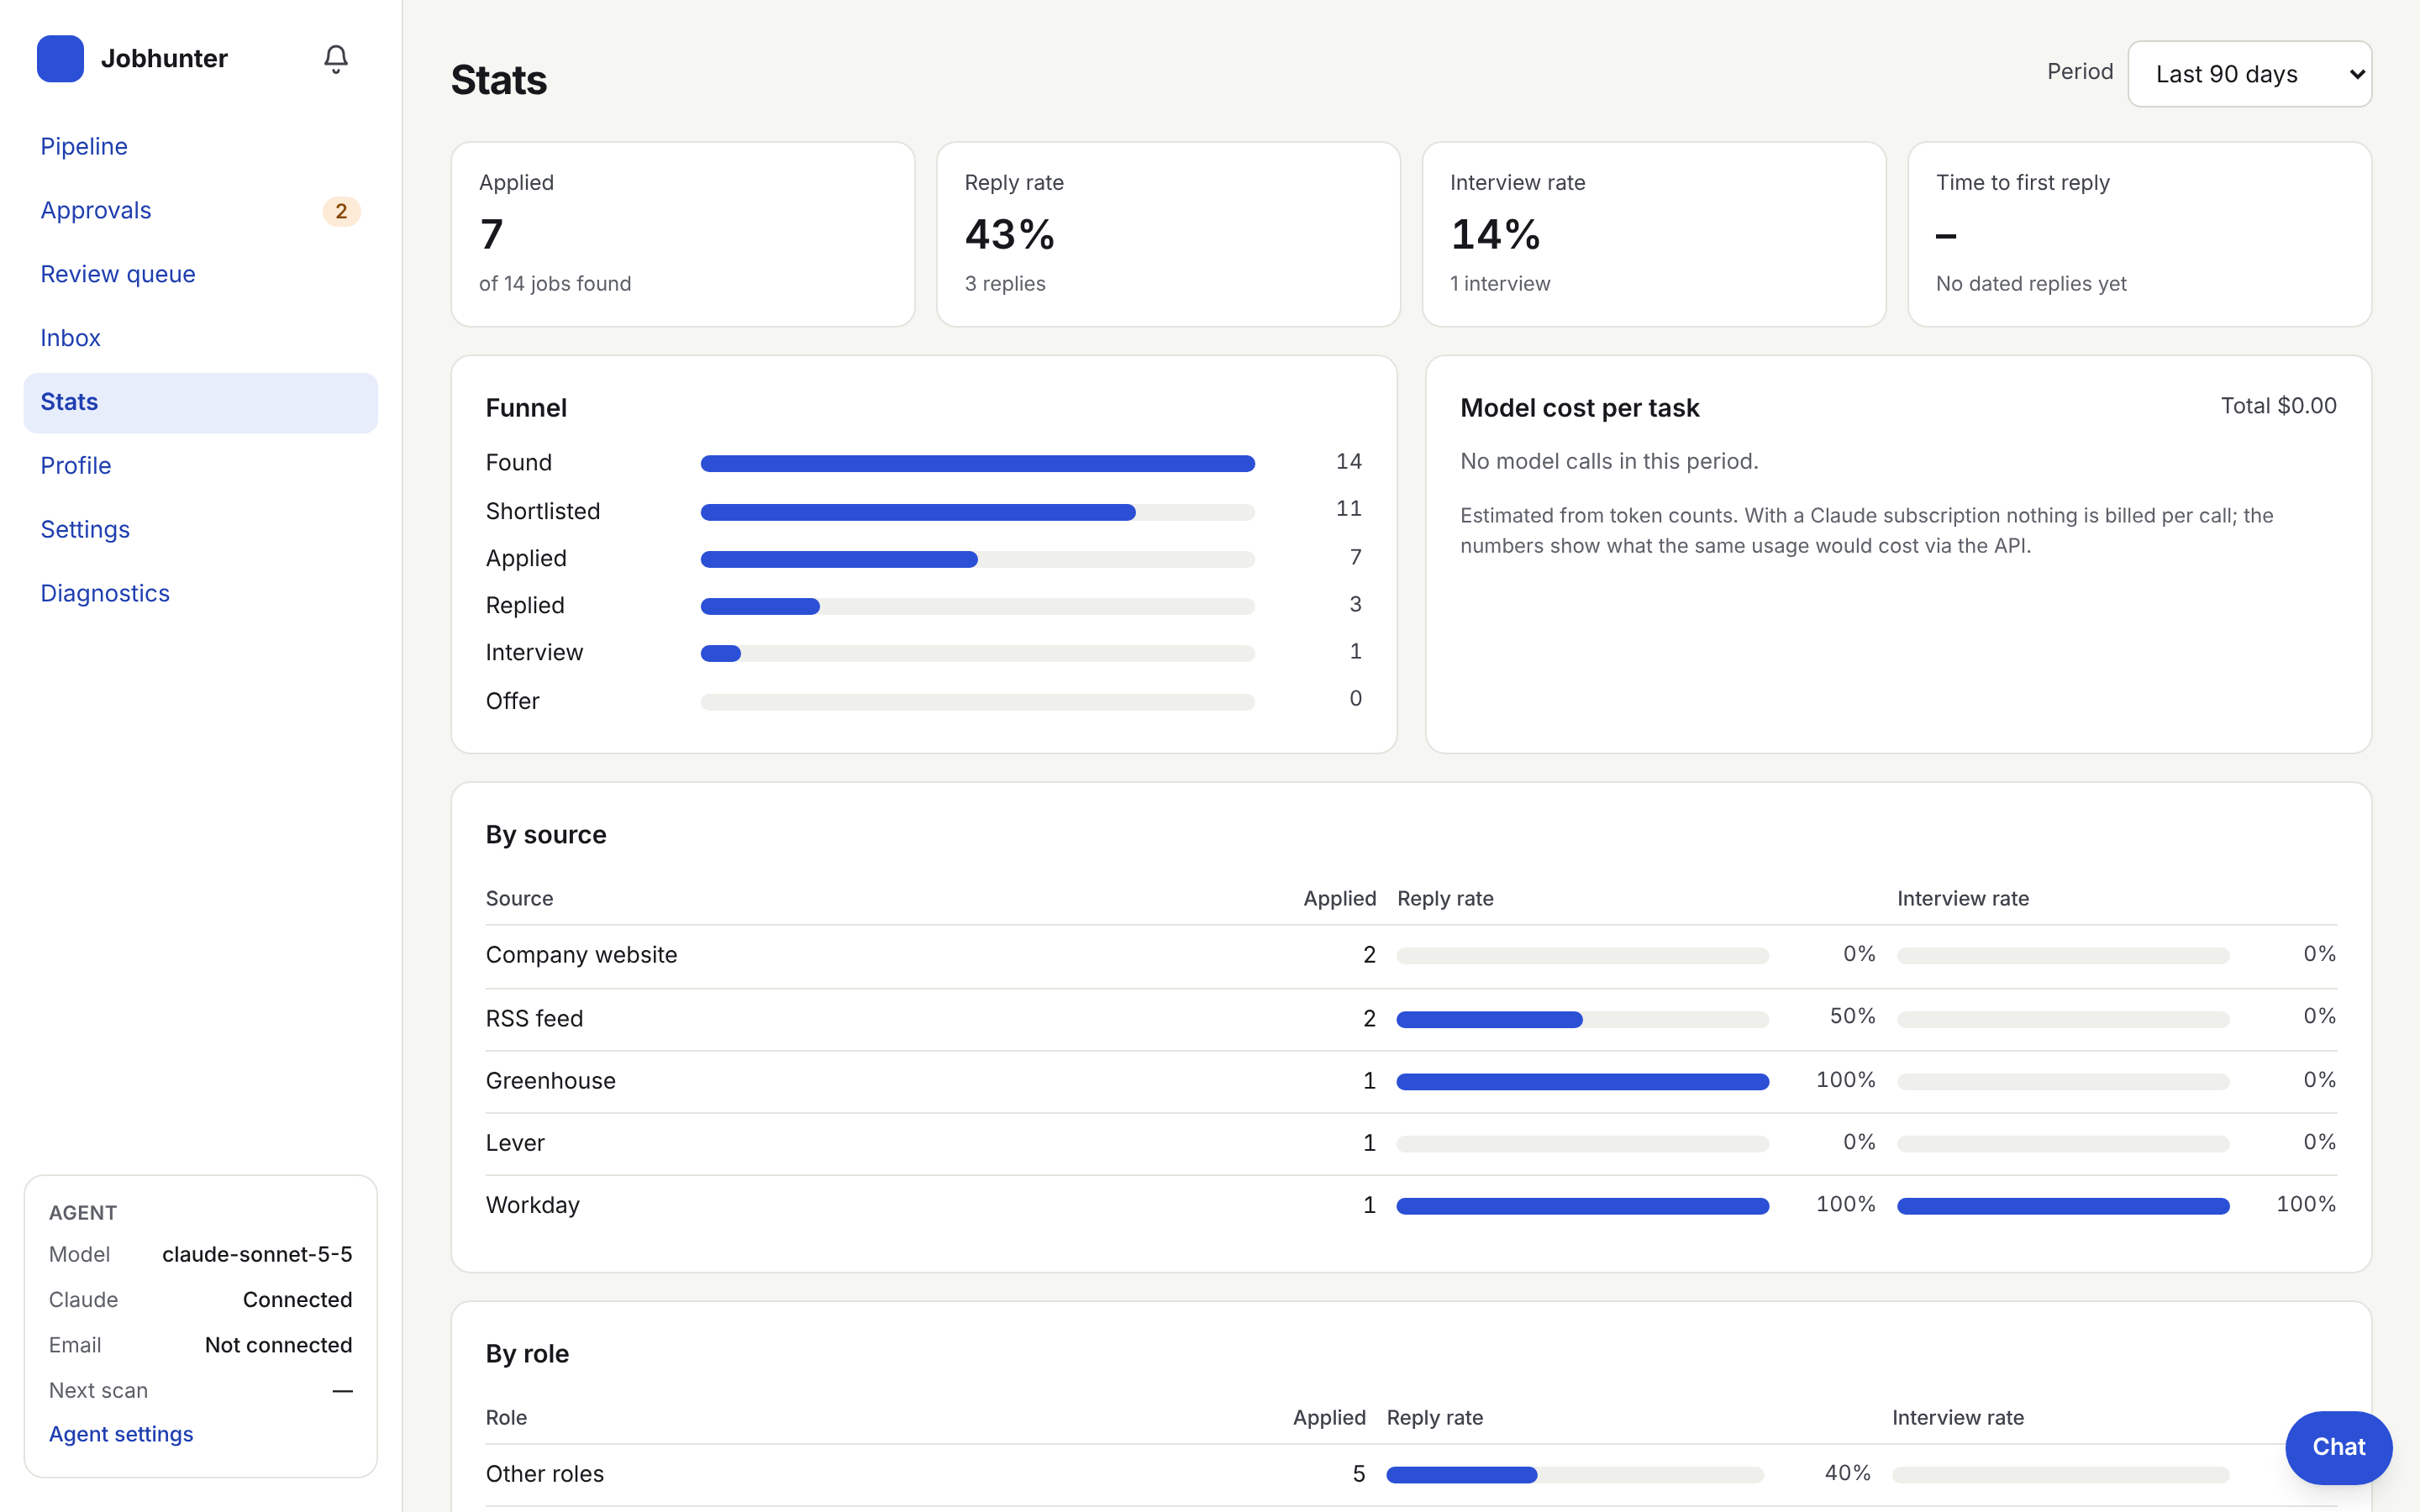 Jobhunter
Pipeline
Approvals 2
Review queue
Inbox
Stats
Profile
Settings
Diagnostics
AGENT
Model claude-sonnet-5-5
Claude Connected
Email Not connected
Next scan —
Agent settings
Stats
Period Last 90 days
Applied
7
of 14 jobs found
Reply rate
43%
3 replies
Interview rate
14%
1 interview
Time to first reply
–
No dated replies yet
Funnel
Found 14
Shortlisted 11
Applied 7
Replied 3
Interview 1
Offer 0
Model cost per task Total $0.00
No model calls in this period.
Estimated from token counts. With a Claude subscription nothing is billed per call; the
numbers show what the same usage would cost via the API.
By source
Source Applied Reply rate Interview rate
Company website 2 0% 0%
RSS feed 2 50% 0%
Greenhouse 1 100% 0%
Lever 1 0% 0%
Workday 1 100% 100%
By role
Role Applied Reply rate Interview rate
Other roles 5 40%
Chat